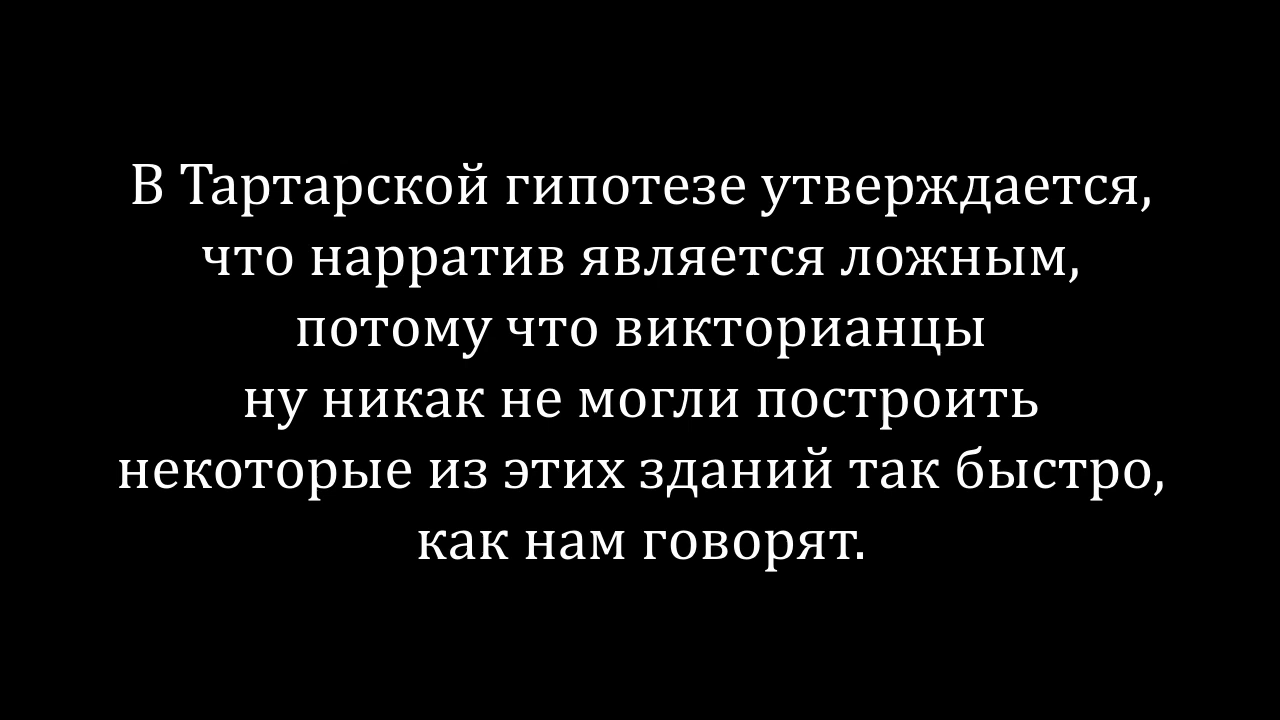 В Тартарской гипотезе утверждается,
что нарратив является ложным,
потому что викторианцы
ну никак не могли построить
некоторые из этих зданий так быстро,
как нам говорят.